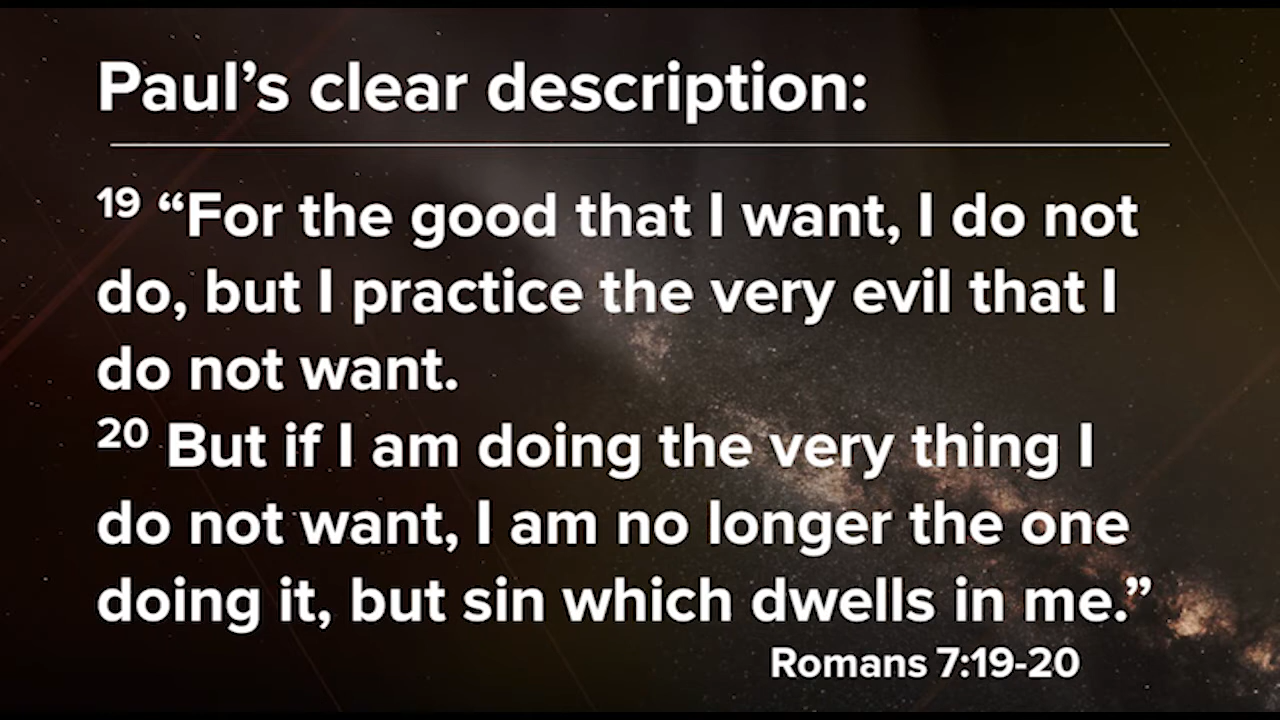 Paul’s clear description:
19 “For the good that I want, I do not
do, but I practice the very evil that I
do not want.
20 But if I am doing the very thing I
do not want, I am no longer the one
doing it, but sin which dwells in me.”
Romans 7:19-20